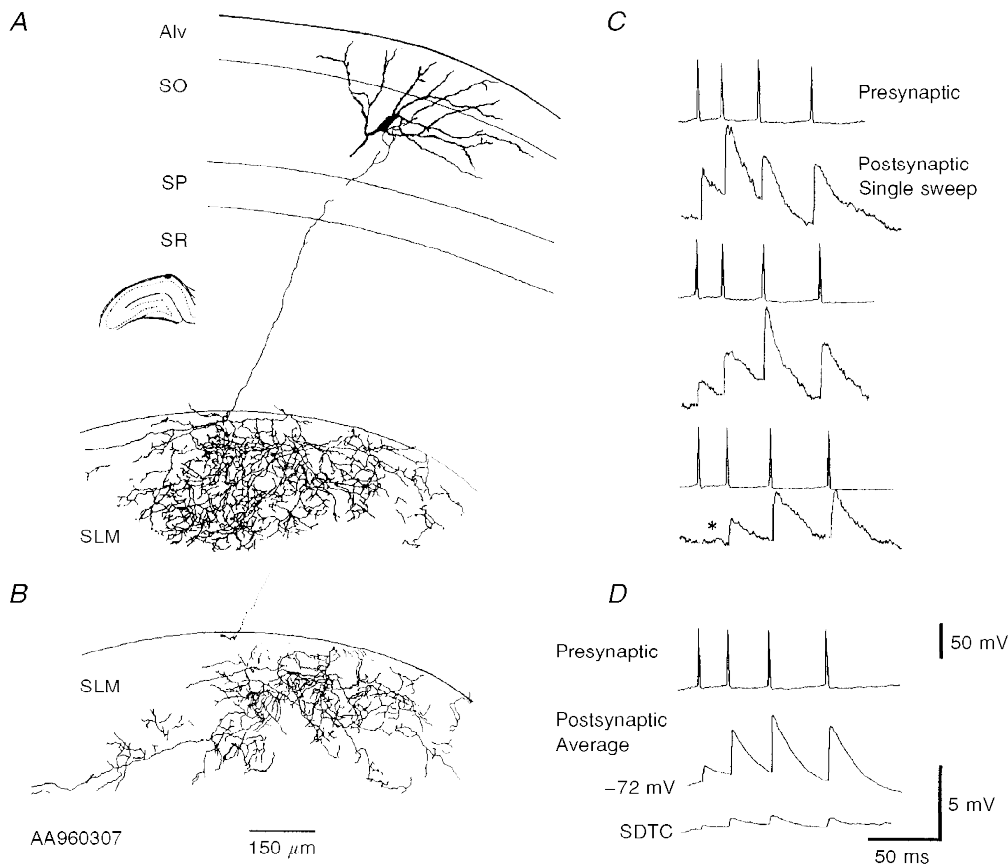 A
Alv
SO
SP
SR
SLM
B
SLM
AA960307
150 μm
C
Presynaptic
Postsynaptic
Single sweep
*
D
Presynaptic
50 mV
Postsynaptic
Average
–72 mV
SDTC
5 mV
50 ms